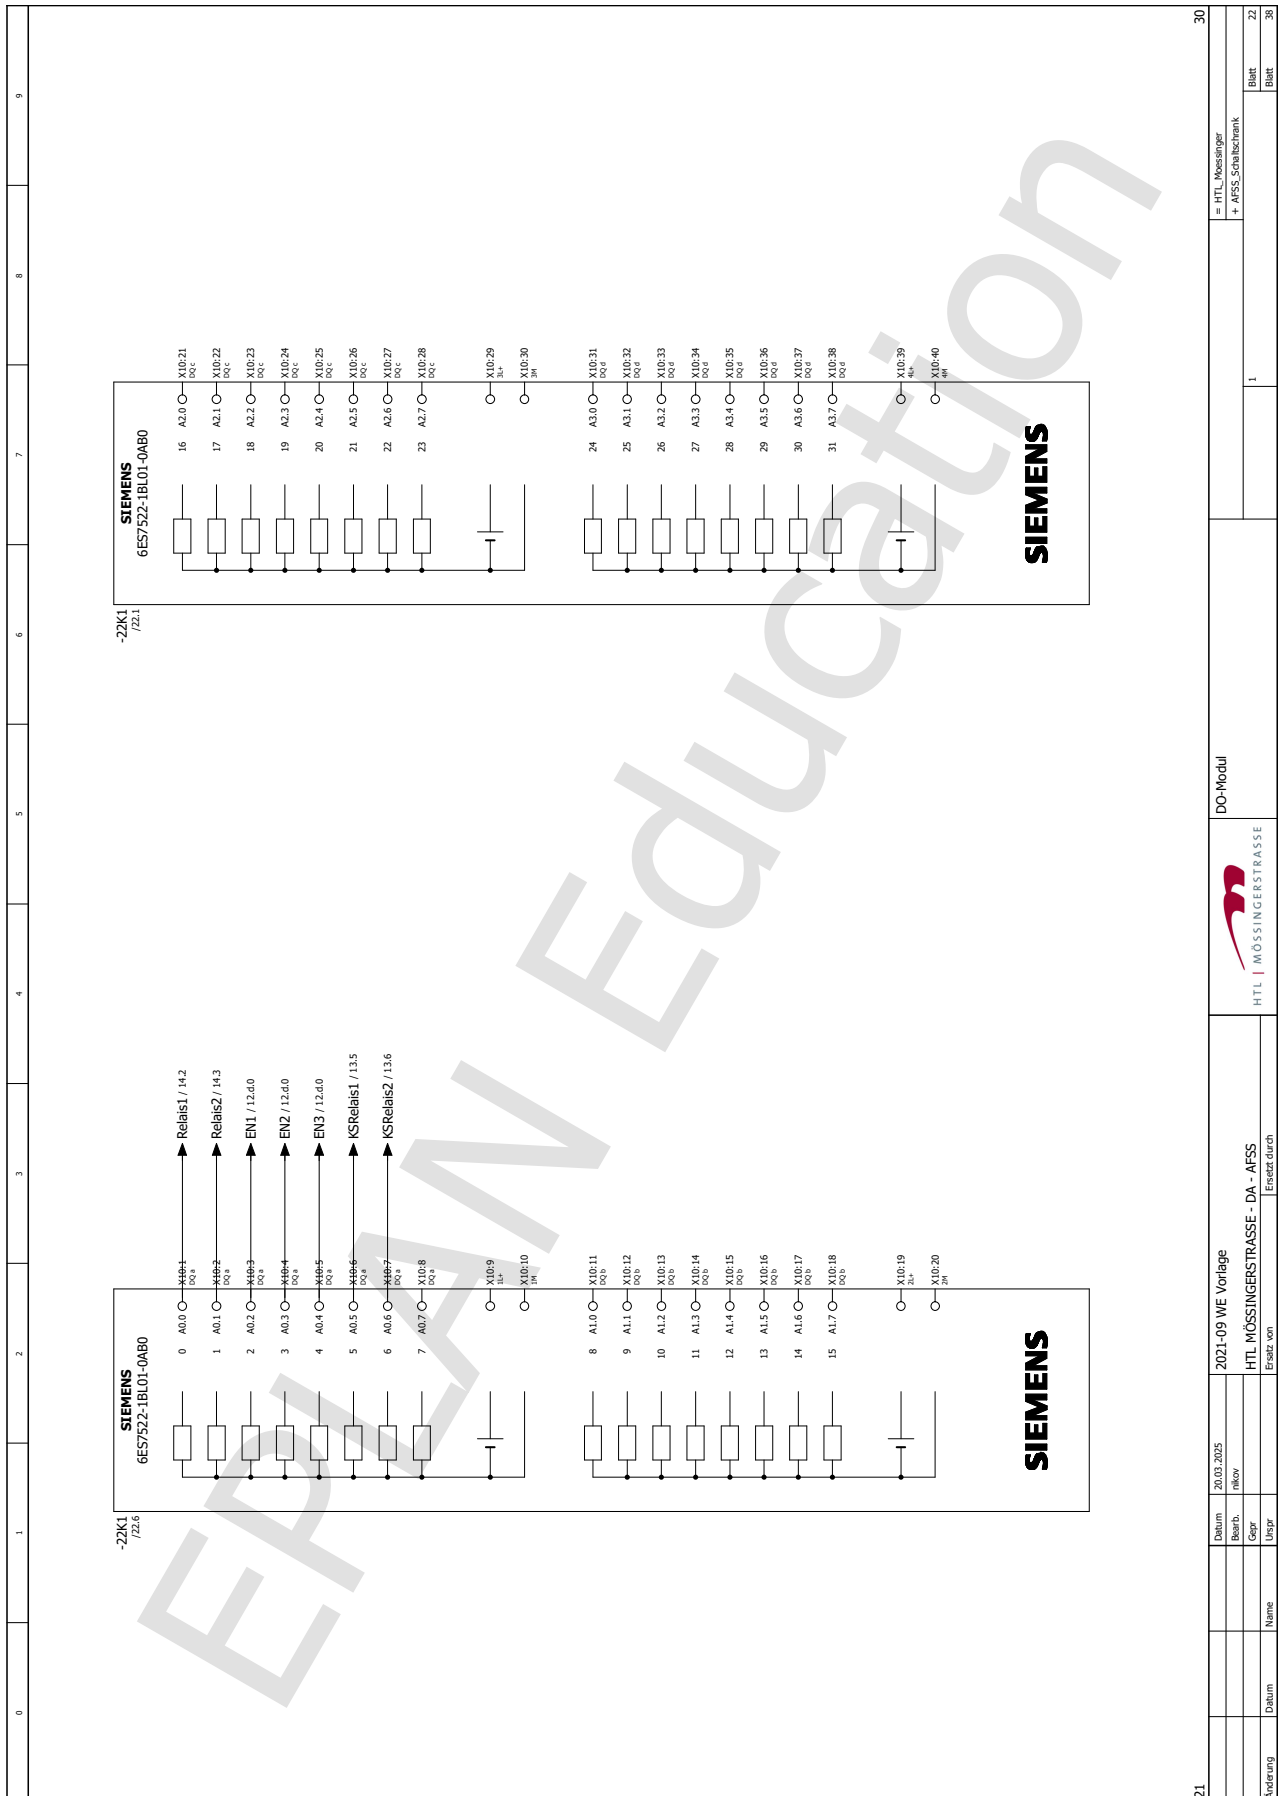 0 1 2 3 4 5 6 7 8 9
-22K1
/22.6
SIEMENS
6ES7522-1BL01-0AB0
0 A0.0 X10:1 DQ a Relais1 / 14.2
1 A0.1 X10:2 DQ a Relais2 / 14.3
2 A0.2 X10:3 DQ a EN1 / 12.d.0
3 A0.3 X10:4 DQ a EN2 / 12.d.0
4 A0.4 X10:5 DQ a EN3 / 12.d.0
5 A0.5 X10:6 DQ a KSRelais1 / 13.5
6 A0.6 X10:7 DQ a KSRelais2 / 13.6
7 A0.7 X10:8 DQ a
X10:9 1L+
X10:10 1M
8 A1.0 X10:11 DQ b
9 A1.1 X10:12 DQ b
10 A1.2 X10:13 DQ b
11 A1.3 X10:14 DQ b
12 A1.4 X10:15 DQ b
13 A1.5 X10:16 DQ b
14 A1.6 X10:17 DQ b
15 A1.7 X10:18 DQ b
X10:19 2L+
X10:20 2M
SIEMENS
-22K1
/22.1
SIEMENS
6ES7522-1BL01-0AB0
16 A2.0 X10:21 DQ c
17 A2.1 X10:22 DQ c
18 A2.2 X10:23 DQ c
19 A2.3 X10:24 DQ c
20 A2.4 X10:25 DQ c
21 A2.5 X10:26 DQ c
22 A2.6 X10:27 DQ c
23 A2.7 X10:28 DQ c
X10:29 3L+
X10:30 3M
24 A3.0 X10:31 DQ d
25 A3.1 X10:32 DQ d
26 A3.2 X10:33 DQ d
27 A3.3 X10:34 DQ d
28 A3.4 X10:35 DQ d
29 A3.5 X10:36 DQ d
30 A3.6 X10:37 DQ d
31 A3.7 X10:38 DQ d
X10:39 4L+
X10:40 4M
SIEMENS
EPLAN Education
21
30
Datum 20.03.2025
Bearb. nikov
Gepr
Änderung Datum Name Urspr
2021-09 WE Vorlage
HTL MÖSSINGERSTRASSE - DA - AFSS
Ersatz von Ersetzt durch
HTL | MÖSSINGERSTRASSE
DO-Modul
1
= HTL_Moessinger
+ AFSS_Schaltschrank
Blatt 22
Blatt 38